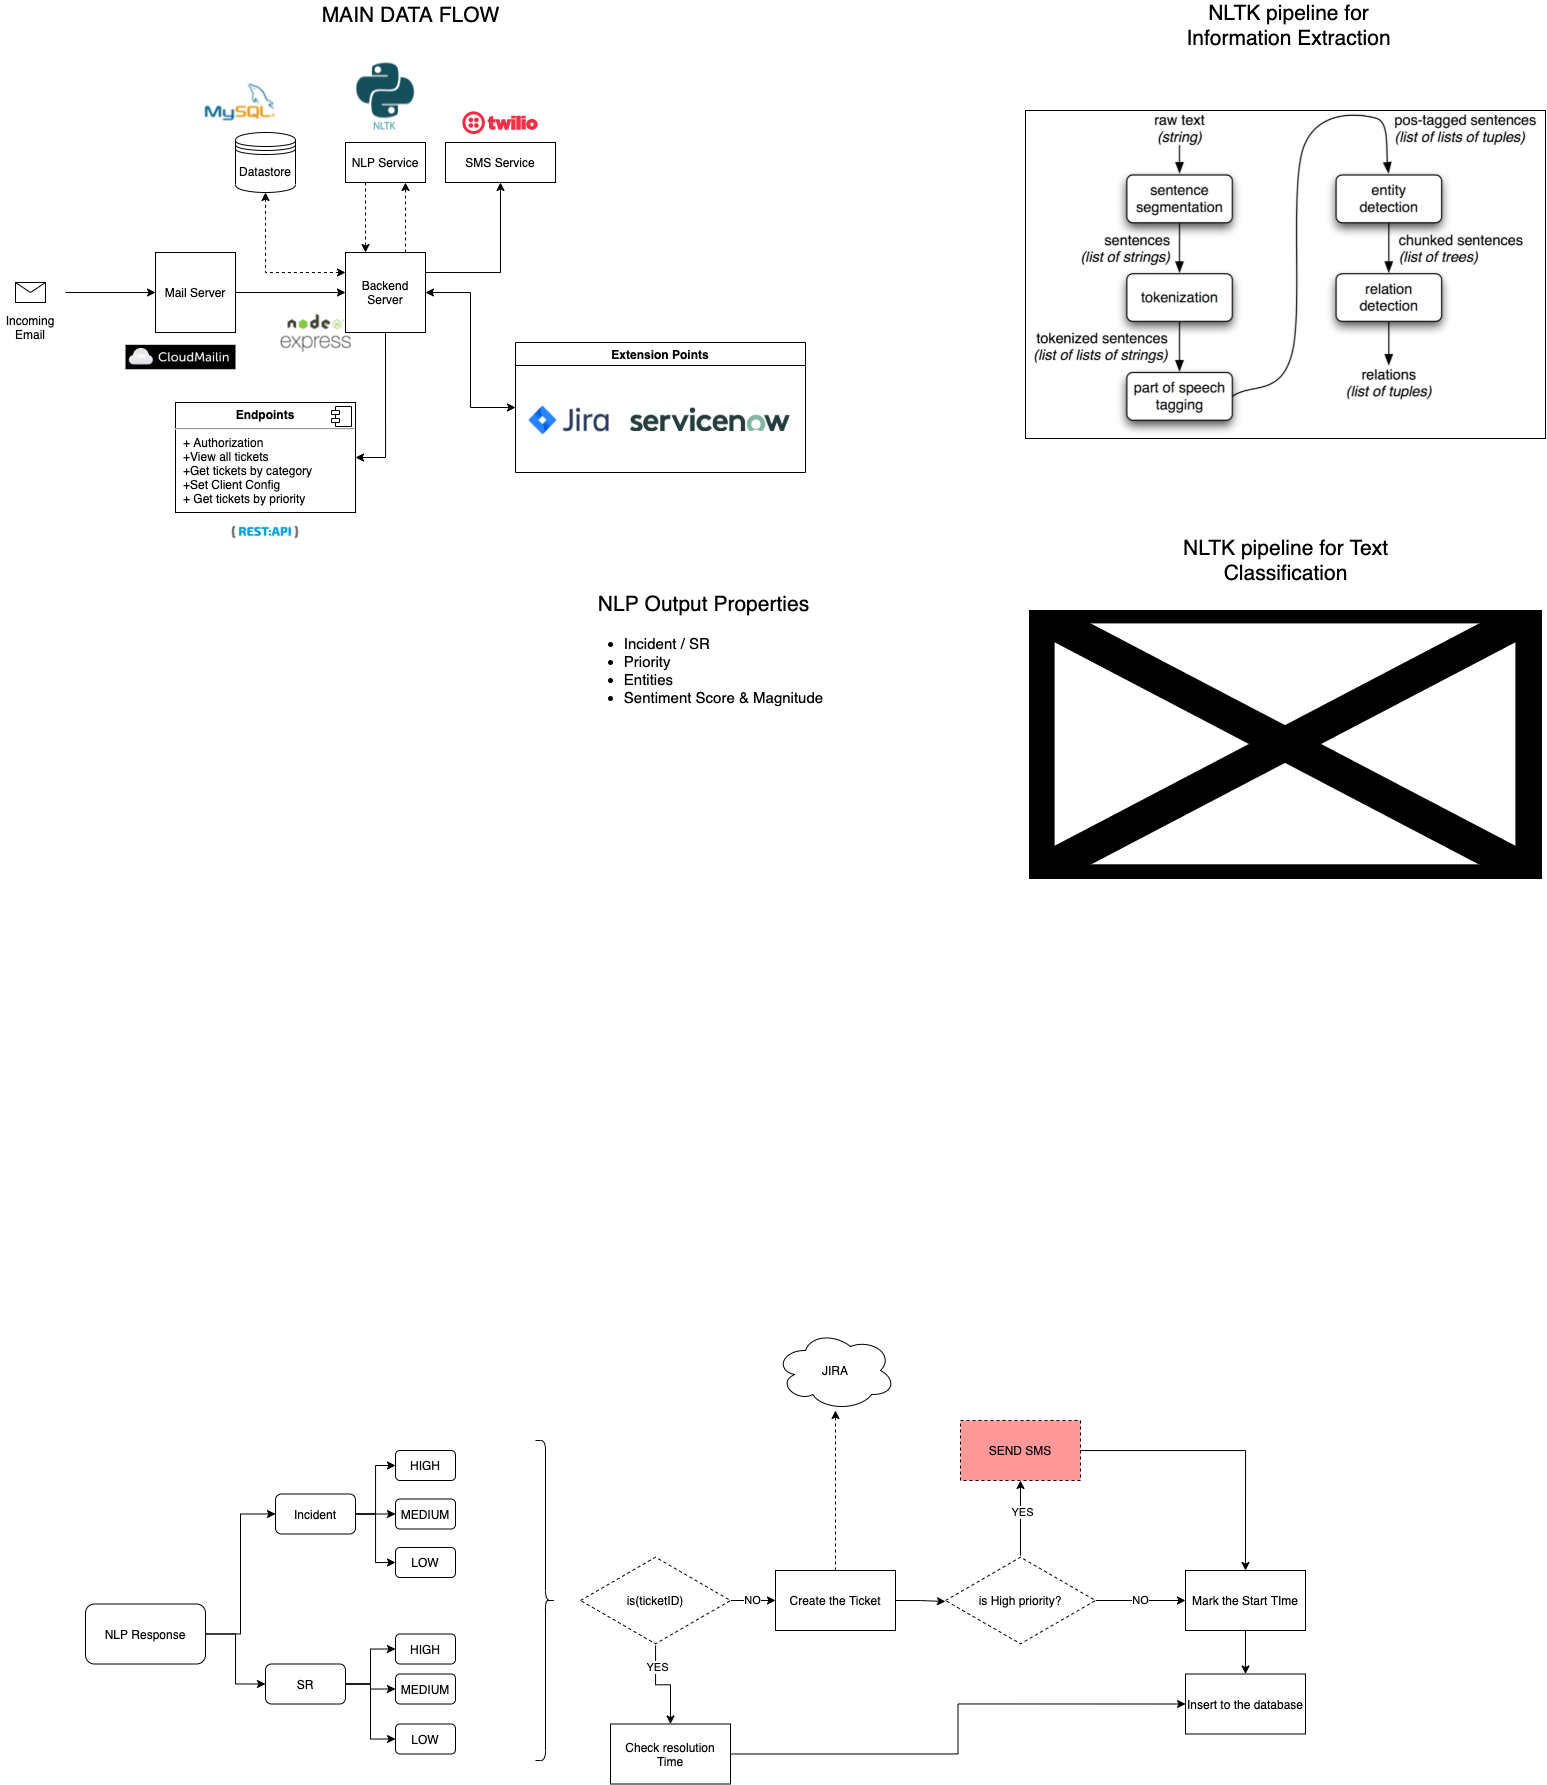 MAIN DATA FLOW
MySQL
NLTK
twilio
Datastore
NLP Service
SMS Service
Incoming
Email
Mail Server
Backend
Server
CloudMailin
node
express
Endpoints
+ Authorization
+View all tickets
+Get tickets by category
+Set Client Config
+ Get tickets by priority
{ REST:API }
Extension Points
Jira servicenow
NLTK pipeline for
Information Extraction
raw text
(string)
sentence
segmentation
sentences
(list of strings)
tokenization
tokenized sentences
(list of lists of strings)
part of speech
tagging
pos-tagged sentences
(list of lists of tuples)
entity
detection
chunked sentences
(list of trees)
relation
detection
relations
(list of tuples)
NLP Output Properties
• Incident / SR
• Priority
• Entities
• Sentiment Score & Magnitude
NLTK pipeline for Text
Classification
NLP Response
Incident
HIGH
MEDIUM
LOW
SR
HIGH
MEDIUM
LOW
is(ticketID)
NO
YES
Check resolution
Time
Create the Ticket
JIRA
is High priority?
YES
SEND SMS
NO
Mark the Start TIme
Insert to the database